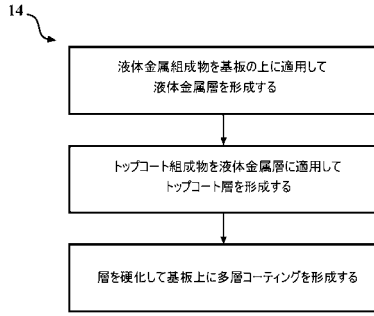 14
液体金属組成物を基板の上に適用して
液体金属層を形成する
トップコート組成物を液体金属層に適用して
トップコート層を形成する
層を硬化して基板上に多層コーティングを形成する